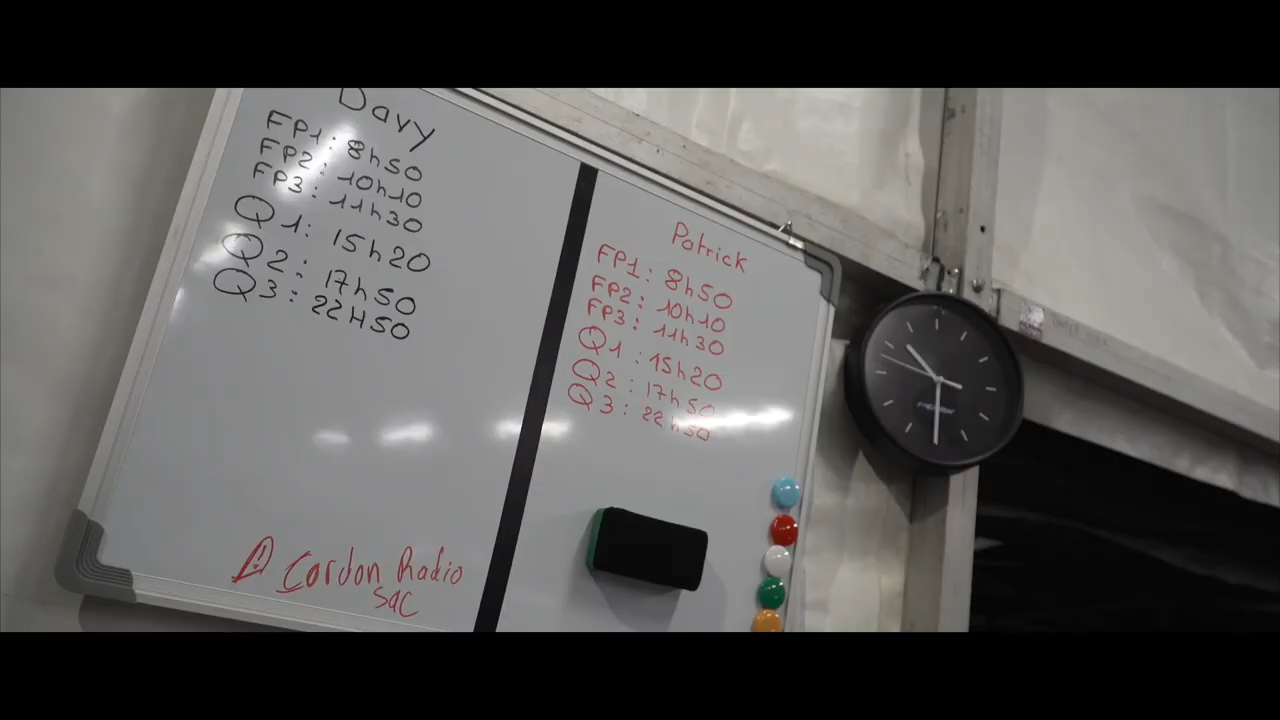 Davy
FP1: 8h50
FP2: 10h10
FP3: 11h30
Q1: 15h20
Q2: 17h50
Q3: 22H50
Cordon Radio
SAC
Patrick
FP1: 8h50
FP2: 10h10
FP3: 11h30
Q1: 15h20
Q2: 17h50
Q3: 22h50